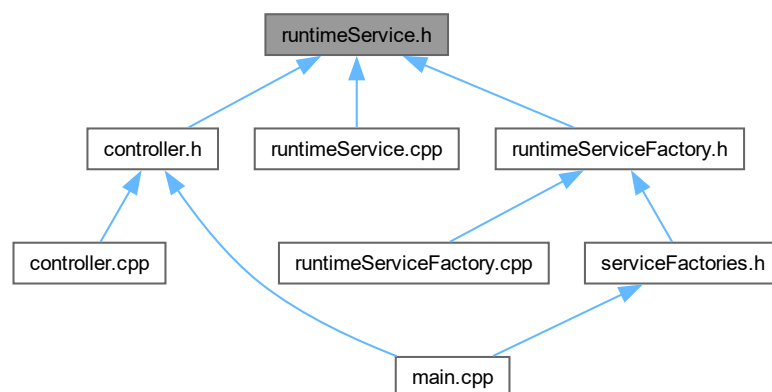 runtimeService.h
controller.h
runtimeService.cpp
runtimeServiceFactory.h
controller.cpp
runtimeServiceFactory.cpp
serviceFactories.h
main.cpp